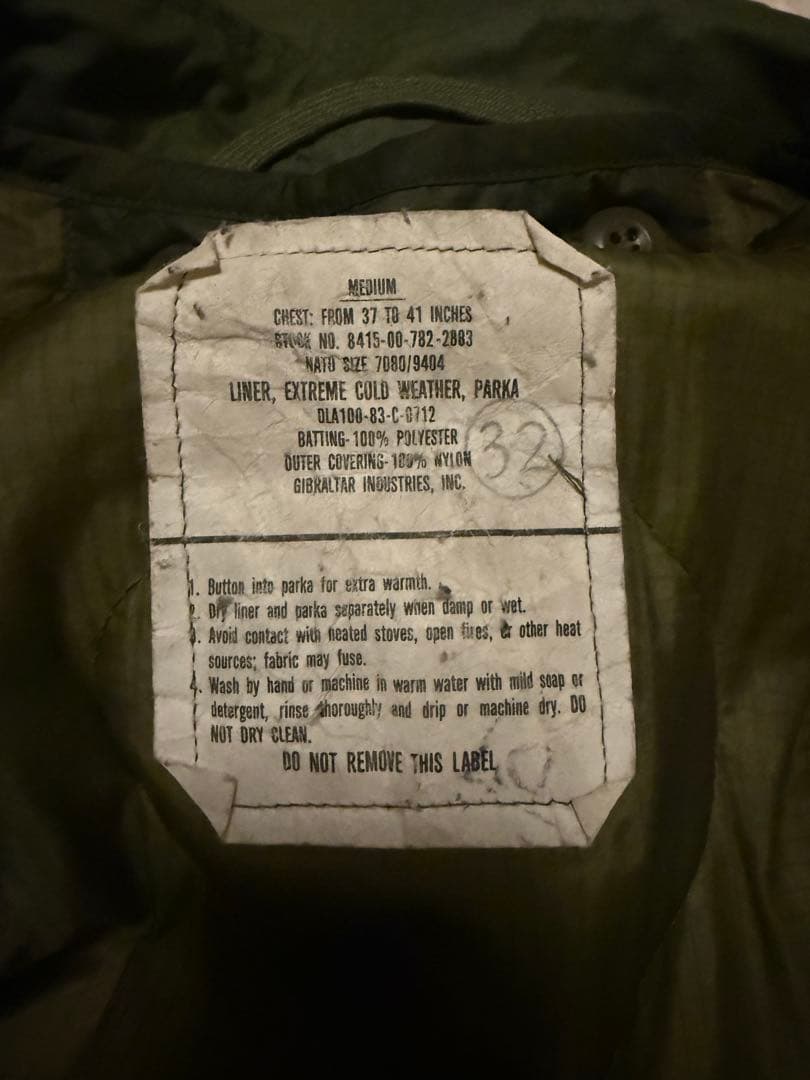 MEDIUM
CHEST: FROM 37 TO 41 INCHES
STOCK NO. 8415-00-782-2883
NATO SIZE 7080/9404
LINER, EXTREME COLD WEATHER, PARKA
DLA100-83-C-0712
BATTING-100% POLYESTER
OUTER COVERING-100% NYLON
GIBRALTAR INDUSTRIES, INC.
32
1. Button into parka for extra warmth.
2. Dry liner and parka separately when damp or wet.
3. Avoid contact with heated stoves, open fires, or other heat
sources; fabric may fuse.
4. Wash by hand or machine in warm water with mild soap or
detergent, rinse thoroughly and drip or machine dry. DO
NOT DRY CLEAN.
DO NOT REMOVE THIS LABEL